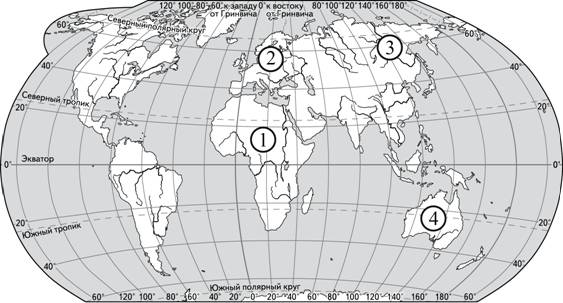 120°100°80°60° к западу 0° к востоку 80°100°120°140°160°180°
от Гринвича от Гринвича
Северный полярный круг
60° 60°
40° 40°
Северный тропик
20° 20°
Экватор
0° 0°
20° 20°
Южный тропик
40° 40°
Южный полярный круг
60° 120° 180° 60° 40° 20° 0° 20° 40° 60° 80° 100° 120° 140° 60°
1
2
3
4